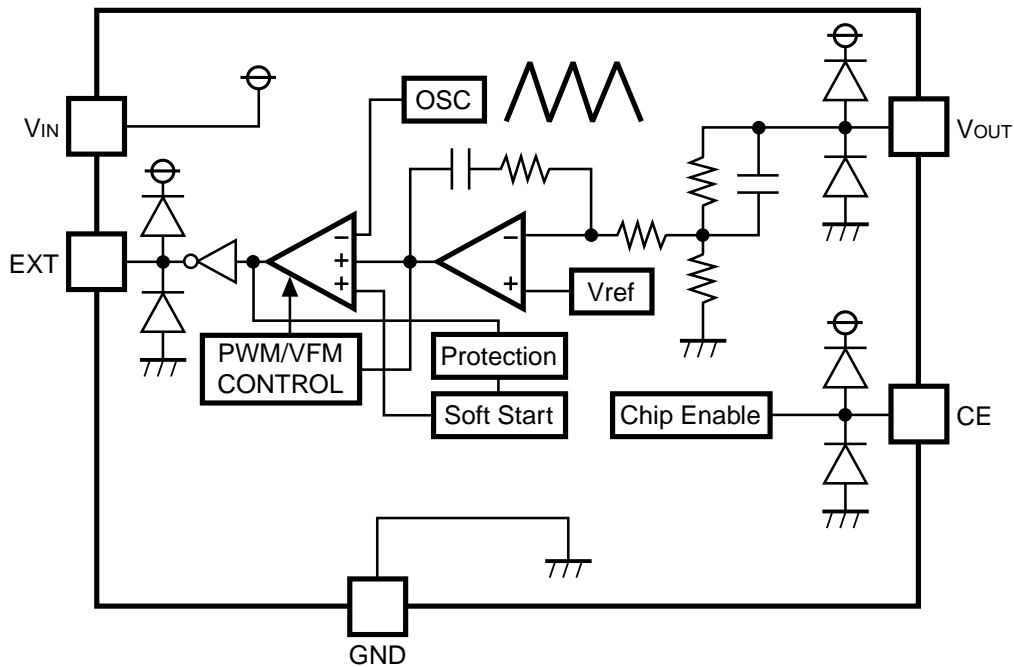 OSC
VIN
VOUT
−
+
+
−
+
EXT
Vref
PWM/VFM
CONTROL
Protection
Soft Start
Chip Enable
CE
GND